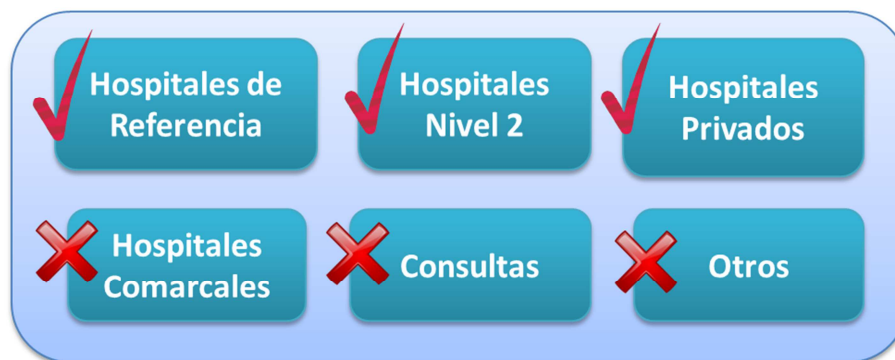 Hospitales de
Referencia
Hospitales
Nivel 2
Hospitales
Privados
Hospitales
Comarcales
Consultas
Otros